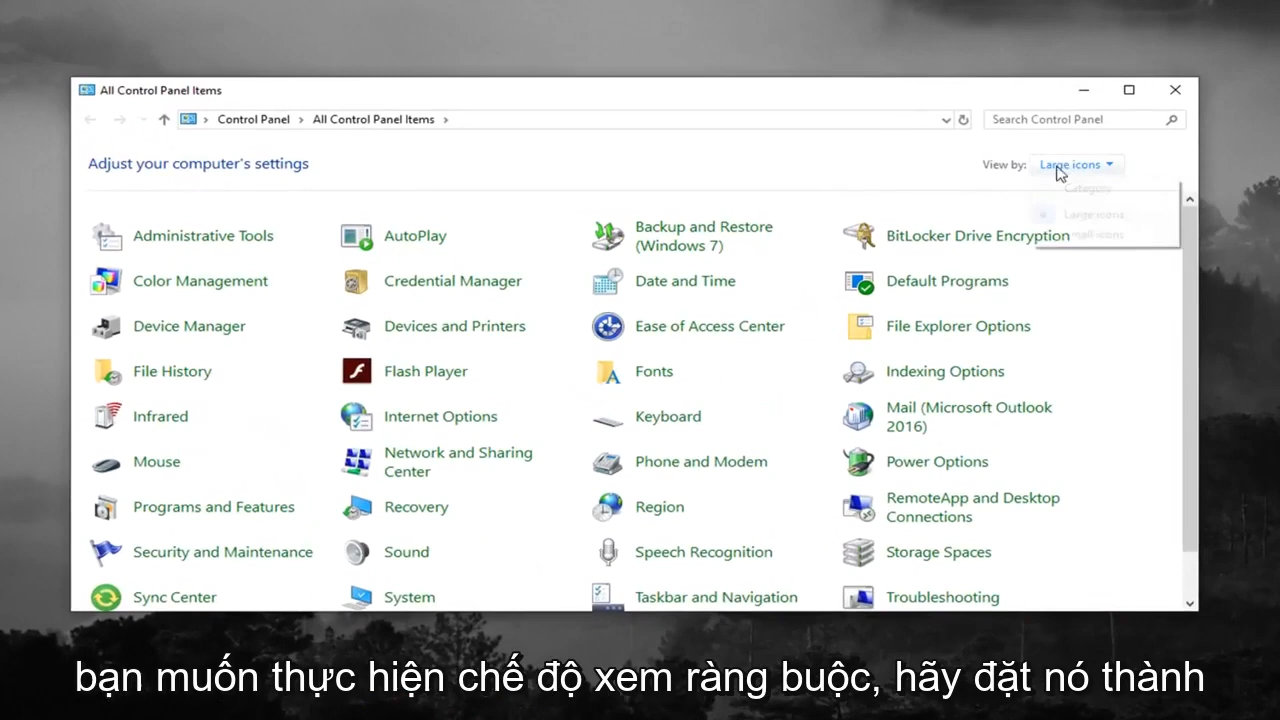 All Control Panel Items
Control Panel > All Control Panel Items >
Search Control Panel
Adjust your computer's settings
View by: Large icons
Category
Large icons
Small icons
Administrative Tools
AutoPlay
Backup and Restore
(Windows 7)
BitLocker Drive Encryption
Color Management
Credential Manager
Date and Time
Default Programs
Device Manager
Devices and Printers
Ease of Access Center
File Explorer Options
File History
Flash Player
Fonts
Indexing Options
Infrared
Internet Options
Keyboard
Mail (Microsoft Outlook
2016)
Mouse
Network and Sharing
Center
Phone and Modem
Power Options
Programs and Features
Recovery
Region
RemoteApp and Desktop
Connections
Security and Maintenance
Sound
Speech Recognition
Storage Spaces
Sync Center
System
Taskbar and Navigation
Troubleshooting
bạn muốn thực hiện chế độ xem ràng buộc, hãy đặt nó thành